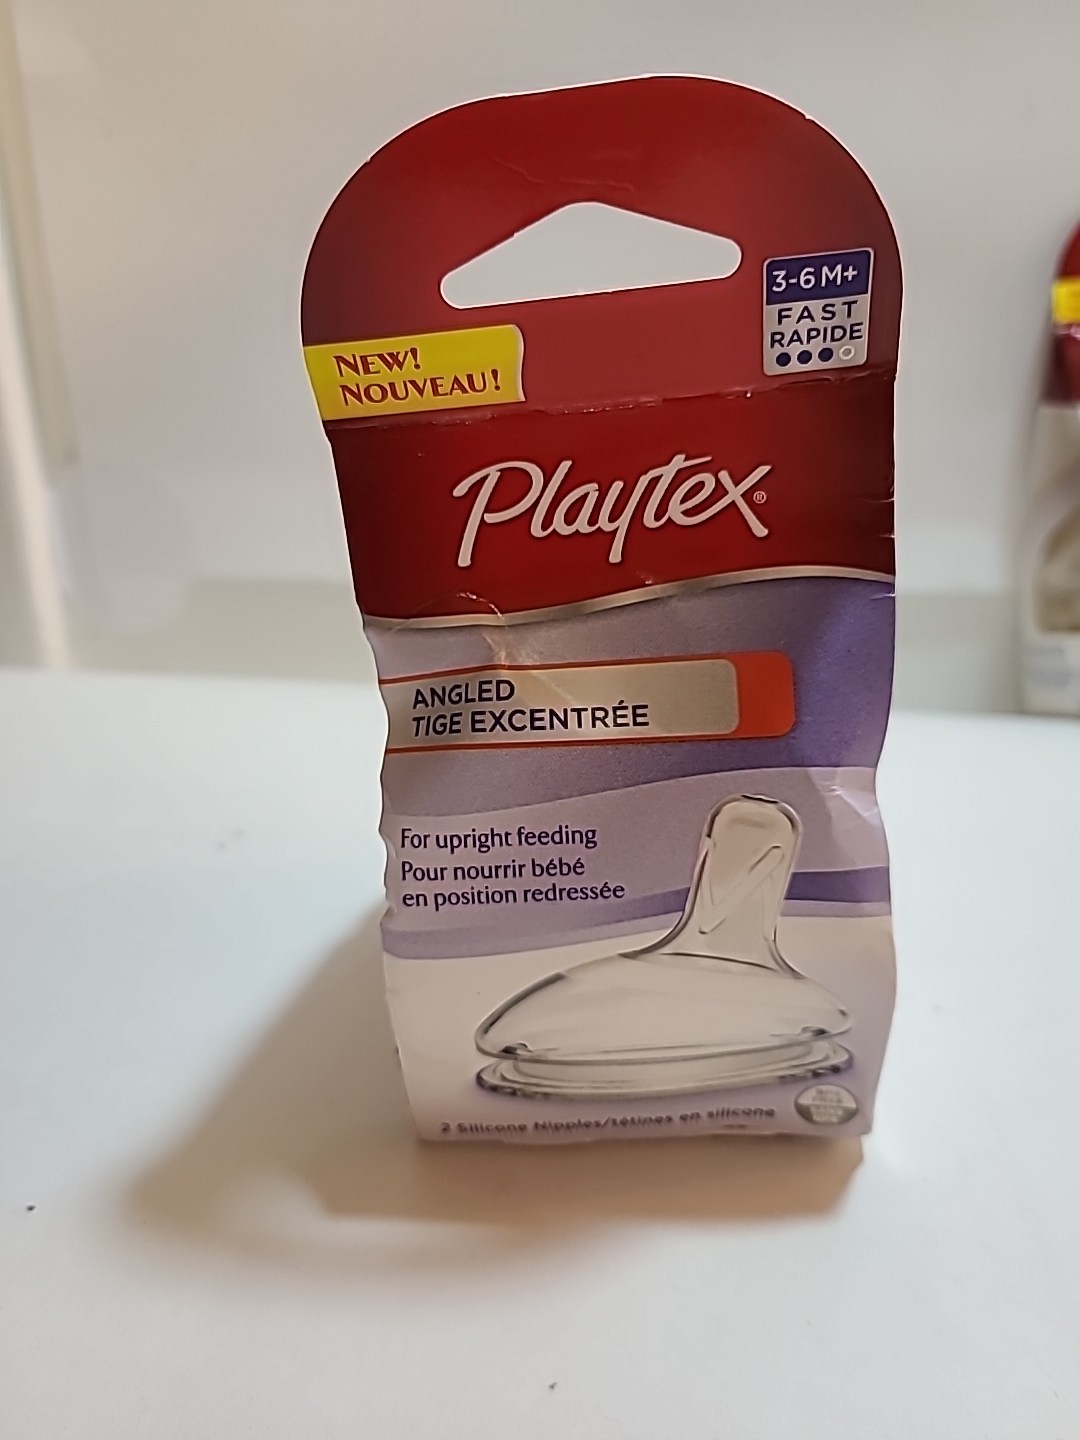 3-6 M+
FAST
RAPIDE
NEW!
NOUVEAU!
Playtex®
ANGLED
TIGE EXCENTRÉE
For upright feeding
Pour nourrir bébé
en position redressée
2 Silicone Nipples/tétines en silicone